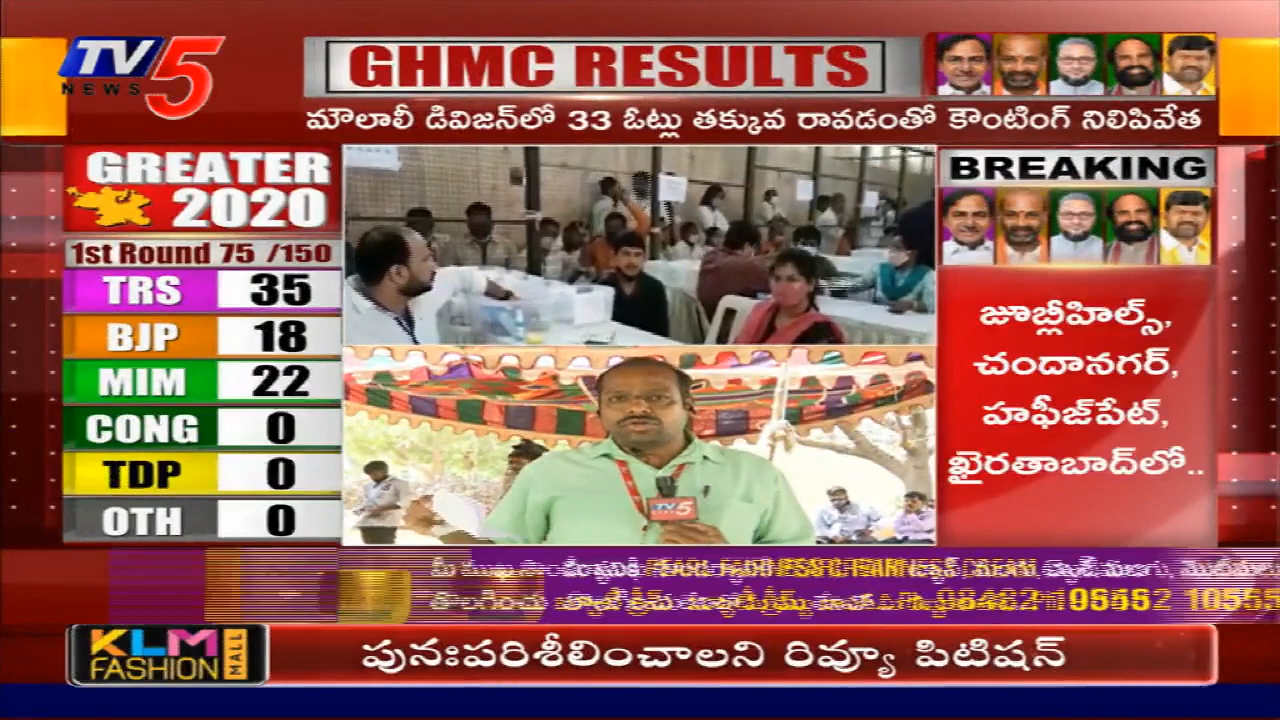 TV5
NEWS
GHMC RESULTS
మౌలాలీ డివిజన్‌లో 33 ఓట్లు తక్కువ రావడంతో కౌంటింగ్ నిలిపివేత
GREATER
2020
1st Round 75 /150
TRS 35
BJP 18
MIM 22
CONG 0
TDP 0
OTH 0
TV5
BREAKING
జూబ్లీహిల్స్,
చందానగర్,
హఫీజ్‌పేట్,
ఖైరతాబాద్‌లో..
KLM
FASHION
MALL
పునఃపరిశీలించాలని రివ్యూ పిటిషన్